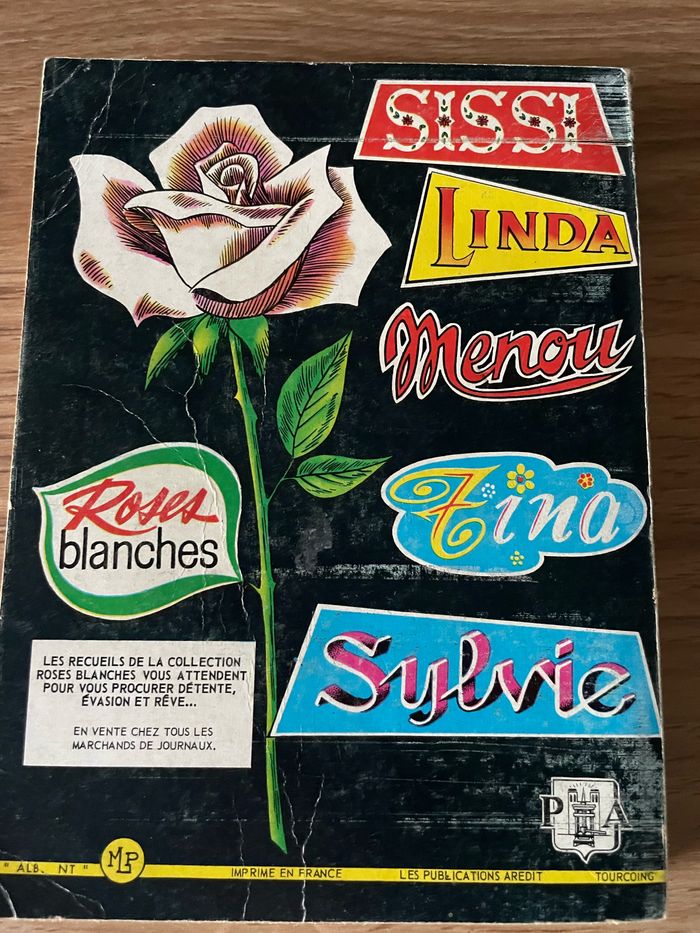 SISSI
LINDA
Menou
Roses
blanches
Tina
Sylvie
LES RECUEILS DE LA COLLECTION
ROSES BLANCHES VOUS ATTENDENT
POUR VOUS PROCURER DÉTENTE,
ÉVASION ET RÊVE...
EN VENTE CHEZ TOUS LES
MARCHANDS DE JOURNAUX.
P A
" ALB. NT " MLP IMPRIME EN FRANCE LES PUBLICATIONS AREDIT TOURCOING